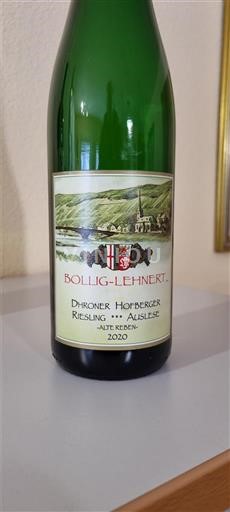 BOLLIG-LEHNERT
DHRONER HOFBERGER
RIESLING *** AUSLESE
-ALTE REBEN-
2020